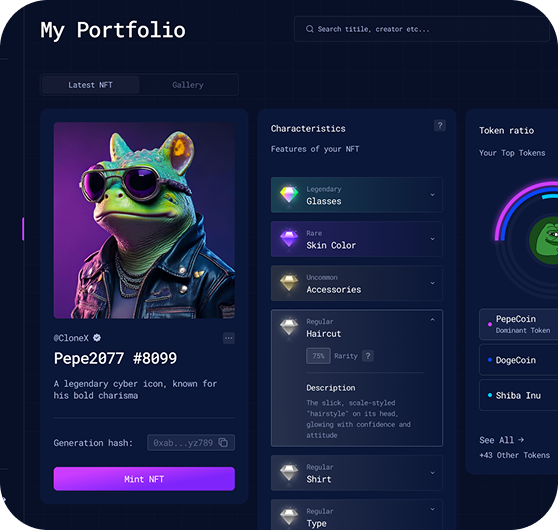 My Portfolio
Search titile, creator etc...
Latest NFT
Gallery
@CloneX
Pepe2077 #8099
A legendary cyber icon, known for
his bold charisma
Generation hash:
0xab...yz789
Mint NFT
Characteristics
?
Features of your NFT
Legendary
Glasses
Rare
Skin Color
Uncommon
Accessories
Regular
Haircut
75%
Rarity
?
Description
The slick, scale-styled
"hairstyle" on its head,
glowing with confidence and
attitude
Regular
Shirt
Regular
Type
Token ratio
Your Top Tokens
PepeCoin
Dominant Token
DogeCoin
Shiba Inu
See All →
+43 Other Tokens